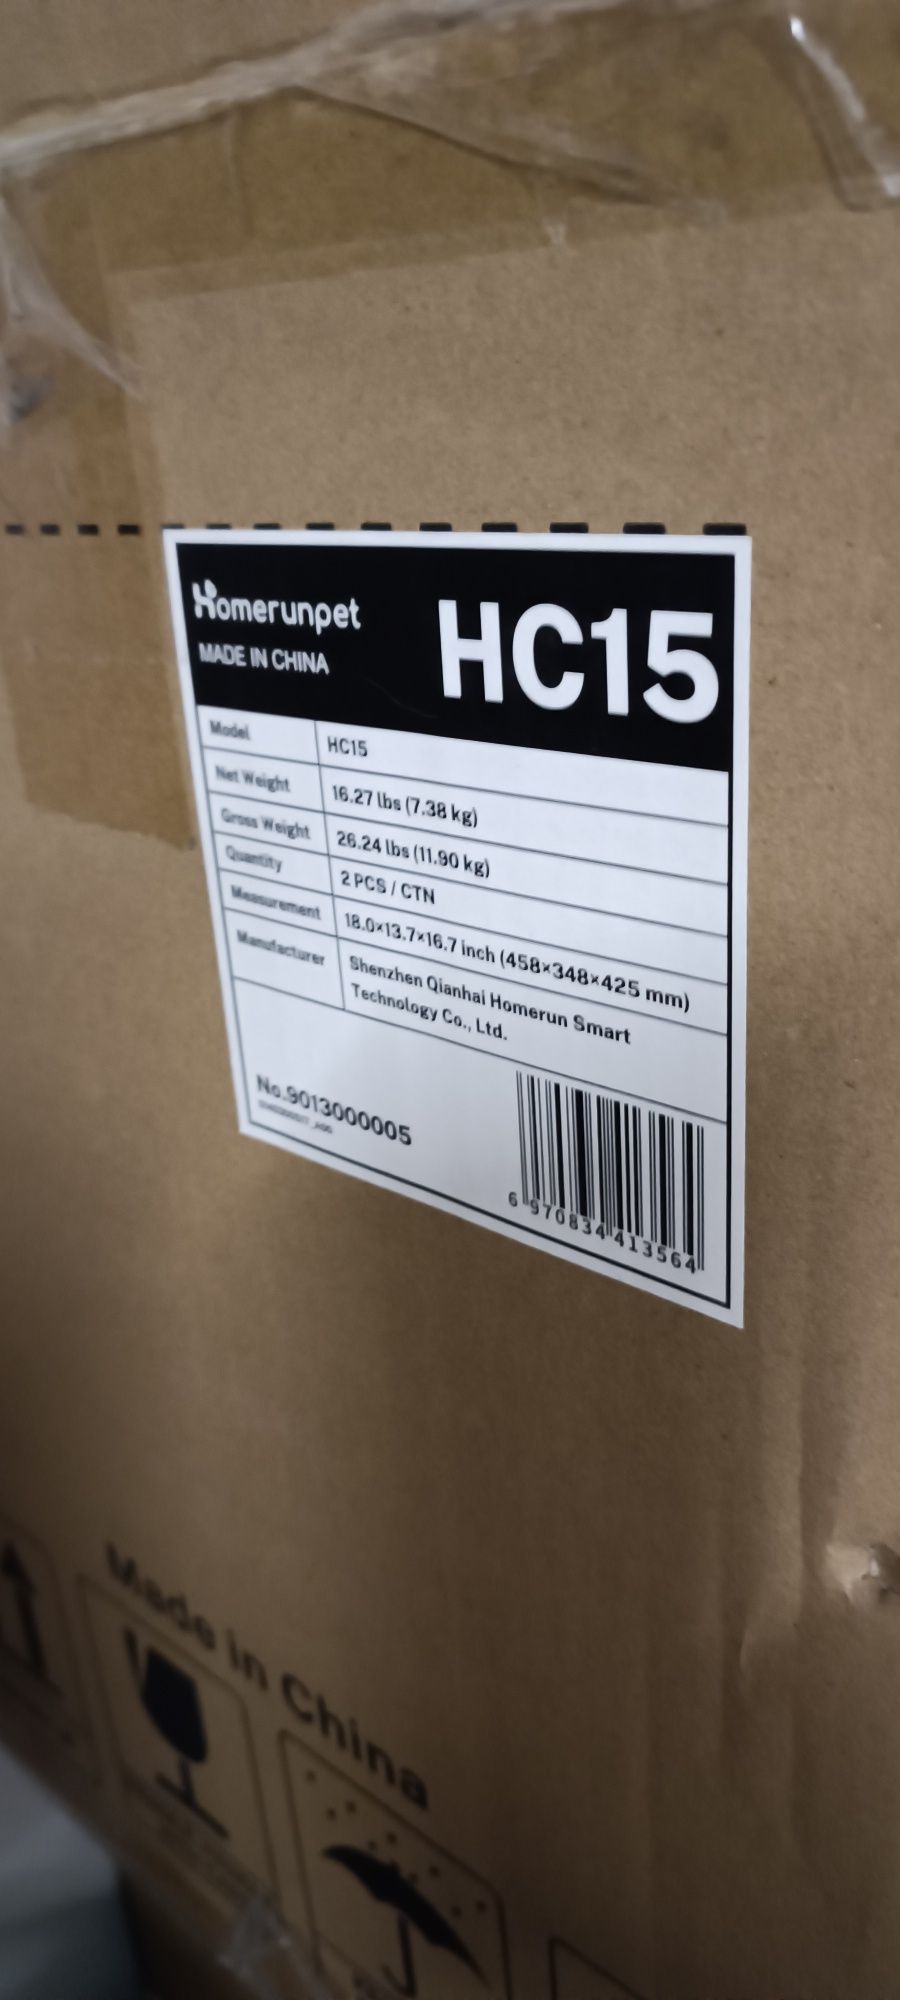 Homerunpet
MADE IN CHINA
HC15
Model HC15
Net Weight 16.27 lbs (7.38 kg)
Gross Weight 26.24 lbs (11.90 kg)
Quantity 2 PCS / CTN
Measurement 18.0×13.7×16.7 inch (458×348×425 mm)
Manufacturer Shenzhen Qianhai Homerun Smart
Technology Co., Ltd.
No.9013000005
6 970834 413564
Made in China